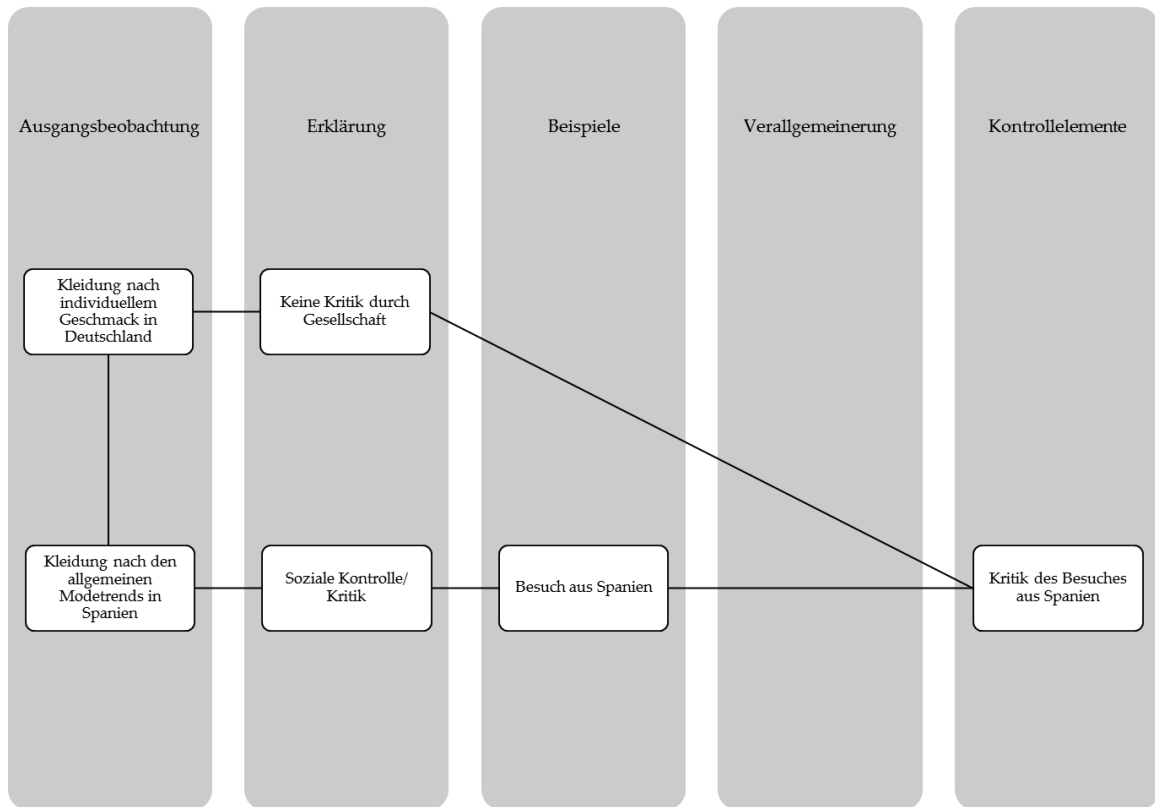 Ausgangsbeobachtung
Erklärung
Beispiele
Verallgemeinerung
Kontrollelemente
Kleidung nach
individuellem
Geschmack in
Deutschland
Keine Kritik durch
Gesellschaft
Kleidung nach den
allgemeinen
Modetrends in
Spanien
Soziale Kontrolle/
Kritik
Besuch aus Spanien
Kritik des Besuches
aus Spanien